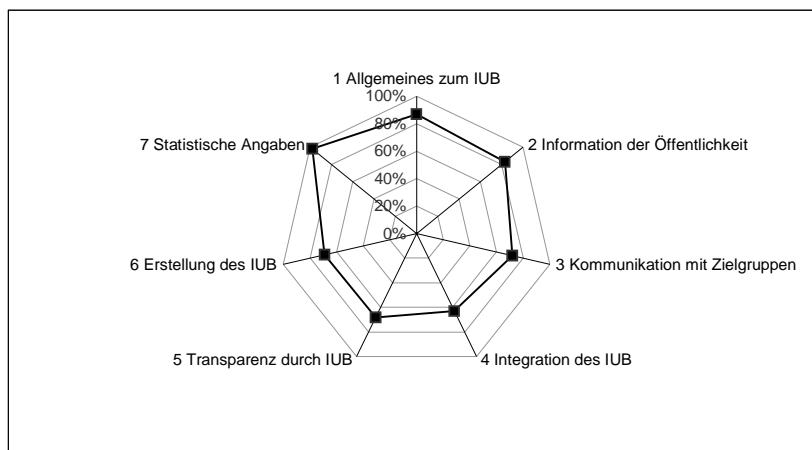 1 Allgemeines zum IUB
100%
2 Information der Öffentlichkeit
7 Statistische Angaben
80%
60%
40%
20%
0%
6 Erstellung des IUB
3 Kommunikation mit Zielgruppen
5 Transparenz durch IUB
4 Integration des IUB